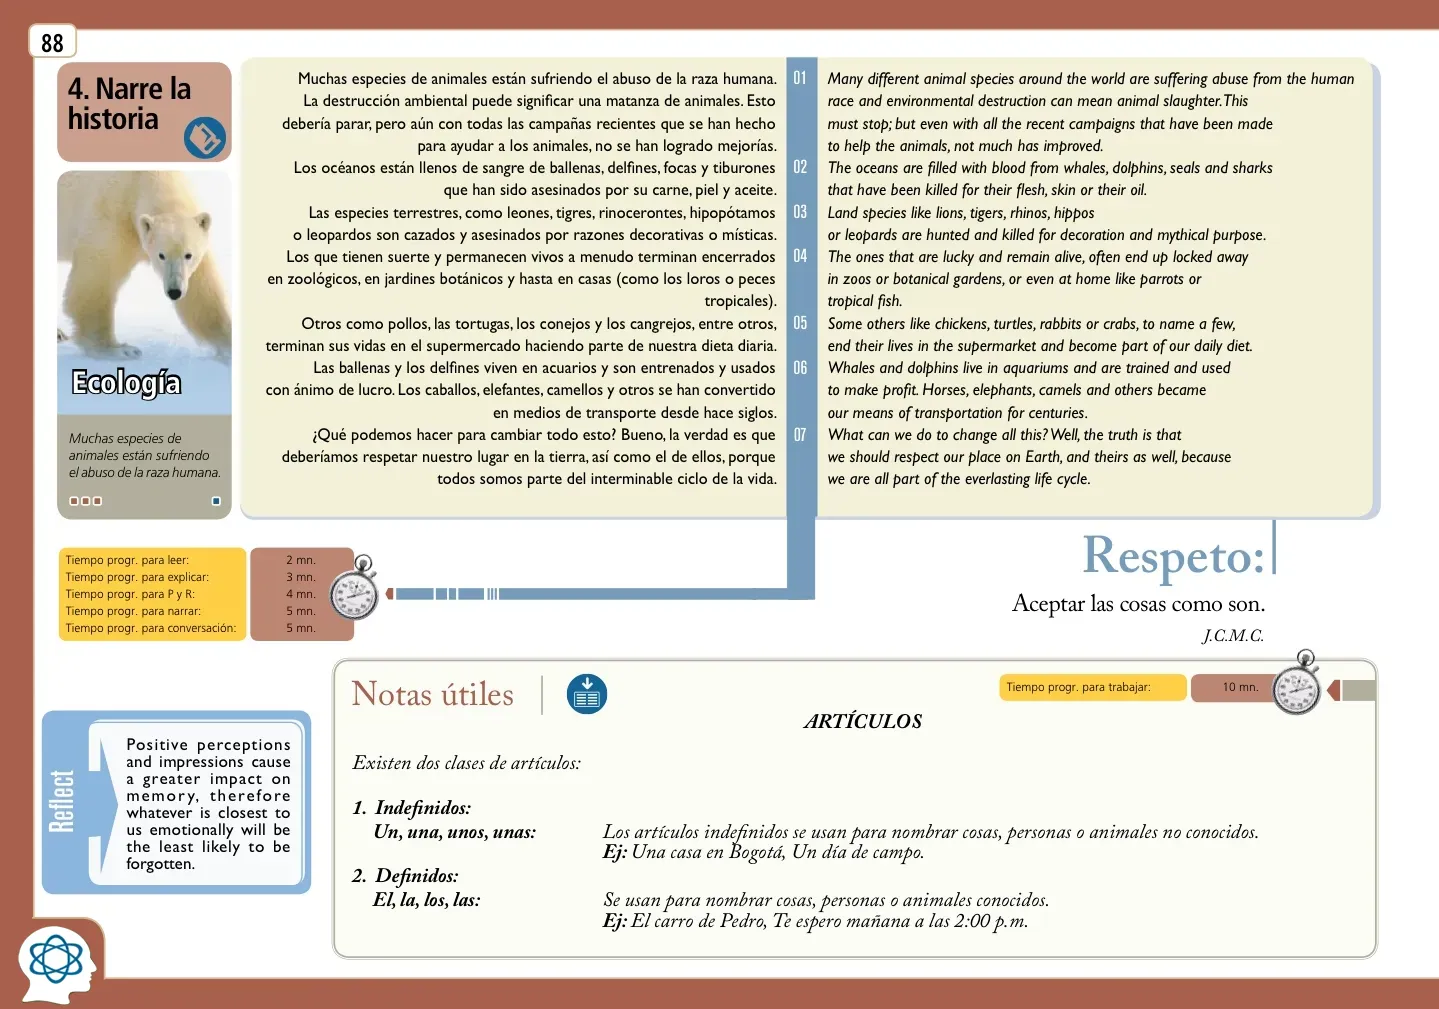 88
4. Narre la
historia
Ecología
Muchas especies de
animales están sufriendo
el abuso de la raza humana.
Muchas especies de animales están sufriendo el abuso de la raza humana.
La destrucción ambiental puede significar una matanza de animales. Esto
debería parar, pero aún con todas las campañas recientes que se han hecho
para ayudar a los animales, no se han logrado mejorías.
Los océanos están llenos de sangre de ballenas, delfines, focas y tiburones
que han sido asesinados por su carne, piel y aceite.
Las especies terrestres, como leones, tigres, rinocerontes, hipopótamos
o leopardos son cazados y asesinados por razones decorativas o místicas.
Los que tienen suerte y permanecen vivos a menudo terminan encerrados
en zoológicos, en jardines botánicos y hasta en casas (como los loros o peces
tropicales).
Otros como pollos, las tortugas, los conejos y los cangrejos, entre otros,
terminan sus vidas en el supermercado haciendo parte de nuestra dieta diaria.
Las ballenas y los delfines viven en acuarios y son entrenados y usados
con ánimo de lucro. Los caballos, elefantes, camellos y otros se han convertido
en medios de transporte desde hace siglos.
¿Qué podemos hacer para cambiar todo esto? Bueno, la verdad es que
deberíamos respetar nuestro lugar en la tierra, así como el de ellos, porque
todos somos parte del interminable ciclo de la vida.
01
02
03
04
05
06
07
Many different animal species around the world are suffering abuse from the human
race and environmental destruction can mean animal slaughter. This
must stop; but even with all the recent campaigns that have been made
to help the animals, not much has improved.
The oceans are filled with blood from whales, dolphins, seals and sharks
that have been killed for their flesh, skin or their oil.
Land species like lions, tigers, rhinos, hippos
or leopards are hunted and killed for decoration and mythical purpose.
The ones that are lucky and remain alive, often end up locked away
in zoos or botanical gardens, or even at home like parrots or
tropical fish.
Some others like chickens, turtles, rabbits or crabs, to name a few,
end their lives in the supermarket and become part of our daily diet.
Whales and dolphins live in aquariums and are trained and used
to make profit. Horses, elephants, camels and others became
our means of transportation for centuries.
What can we do to change all this? Well, the truth is that
we should respect our place on Earth, and theirs as well, because
we are all part of the everlasting life cycle.
Tiempo progr. para leer: 2 mn.
Tiempo progr. para explicar: 3 mn.
Tiempo progr. para P y R: 4 mn.
Tiempo progr. para narrar: 5 mn.
Tiempo progr. para conversación: 5 mn.
Respeto:
Aceptar las cosas como son.
J.C.M.C.
Reflect
Positive perceptions
and impressions cause
a greater impact on
memory, therefore
whatever is closest to
us emotionally will be
the least likely to be
forgotten.
Notas útiles
Tiempo progr. para trabajar: 10 mn.
ARTÍCULOS
Existen dos clases de artículos:
1. Indefinidos:
Un, una, unos, unas: Los artículos indefinidos se usan para nombrar cosas, personas o animales no conocidos.
Ej: Una casa en Bogotá, Un día de campo.
2. Definidos:
El, la, los, las: Se usan para nombrar cosas, personas o animales conocidos.
Ej: El carro de Pedro, Te espero mañana a las 2:00 p.m.